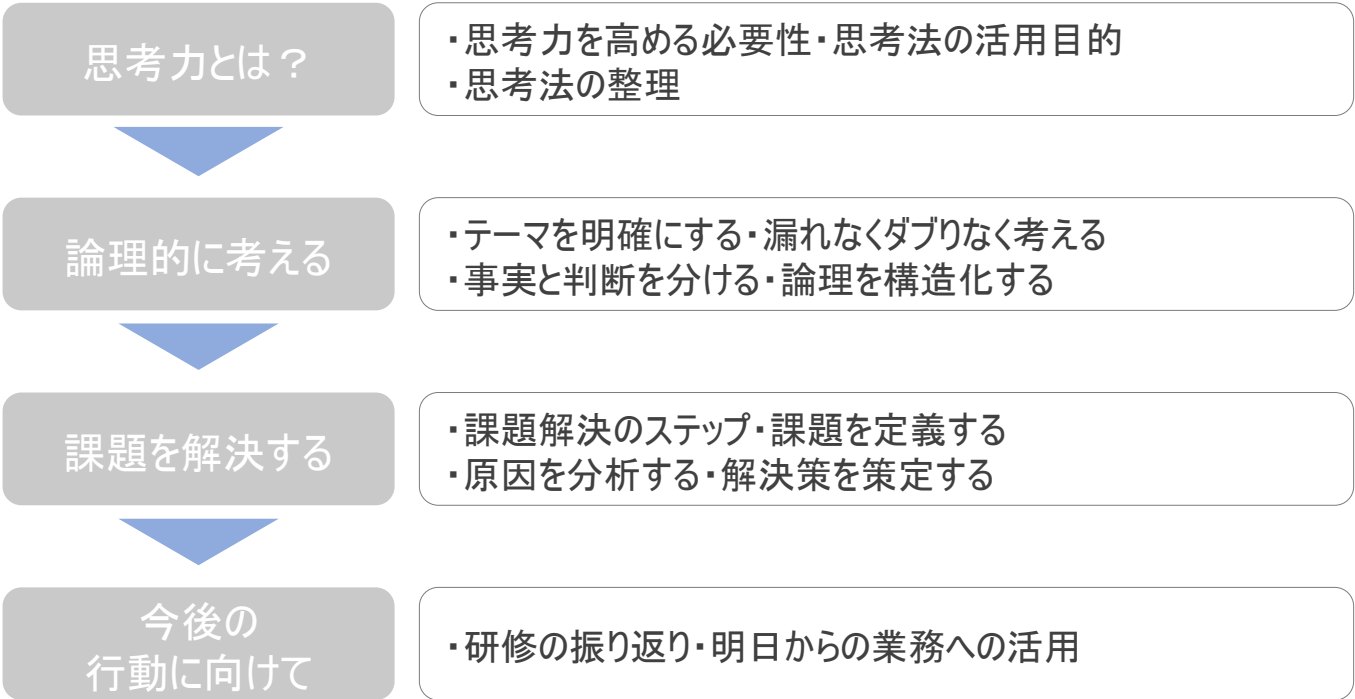 思考力とは？
・思考力を高める必要性・思考法の活用目的
・思考法の整理
論理的に考える
・テーマを明確にする・漏れなくダブりなく考える
・事実と判断を分ける・論理を構造化する
課題を解決する
・課題解決のステップ・課題を定義する
・原因を分析する・解決策を策定する
今後の
行動に向けて
・研修の振り返り・明日からの業務への活用